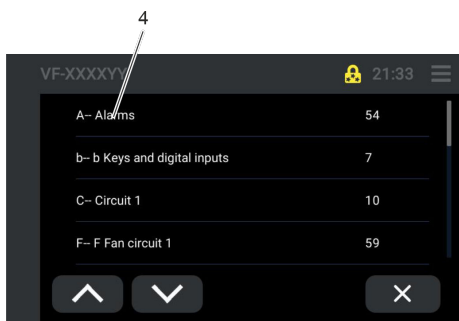 4
VF-XXXXYY
21:33
A-- Alarms 54
b-- b Keys and digital inputs 7
C-- Circuit 1 10
F-- F Fan circuit 1 59